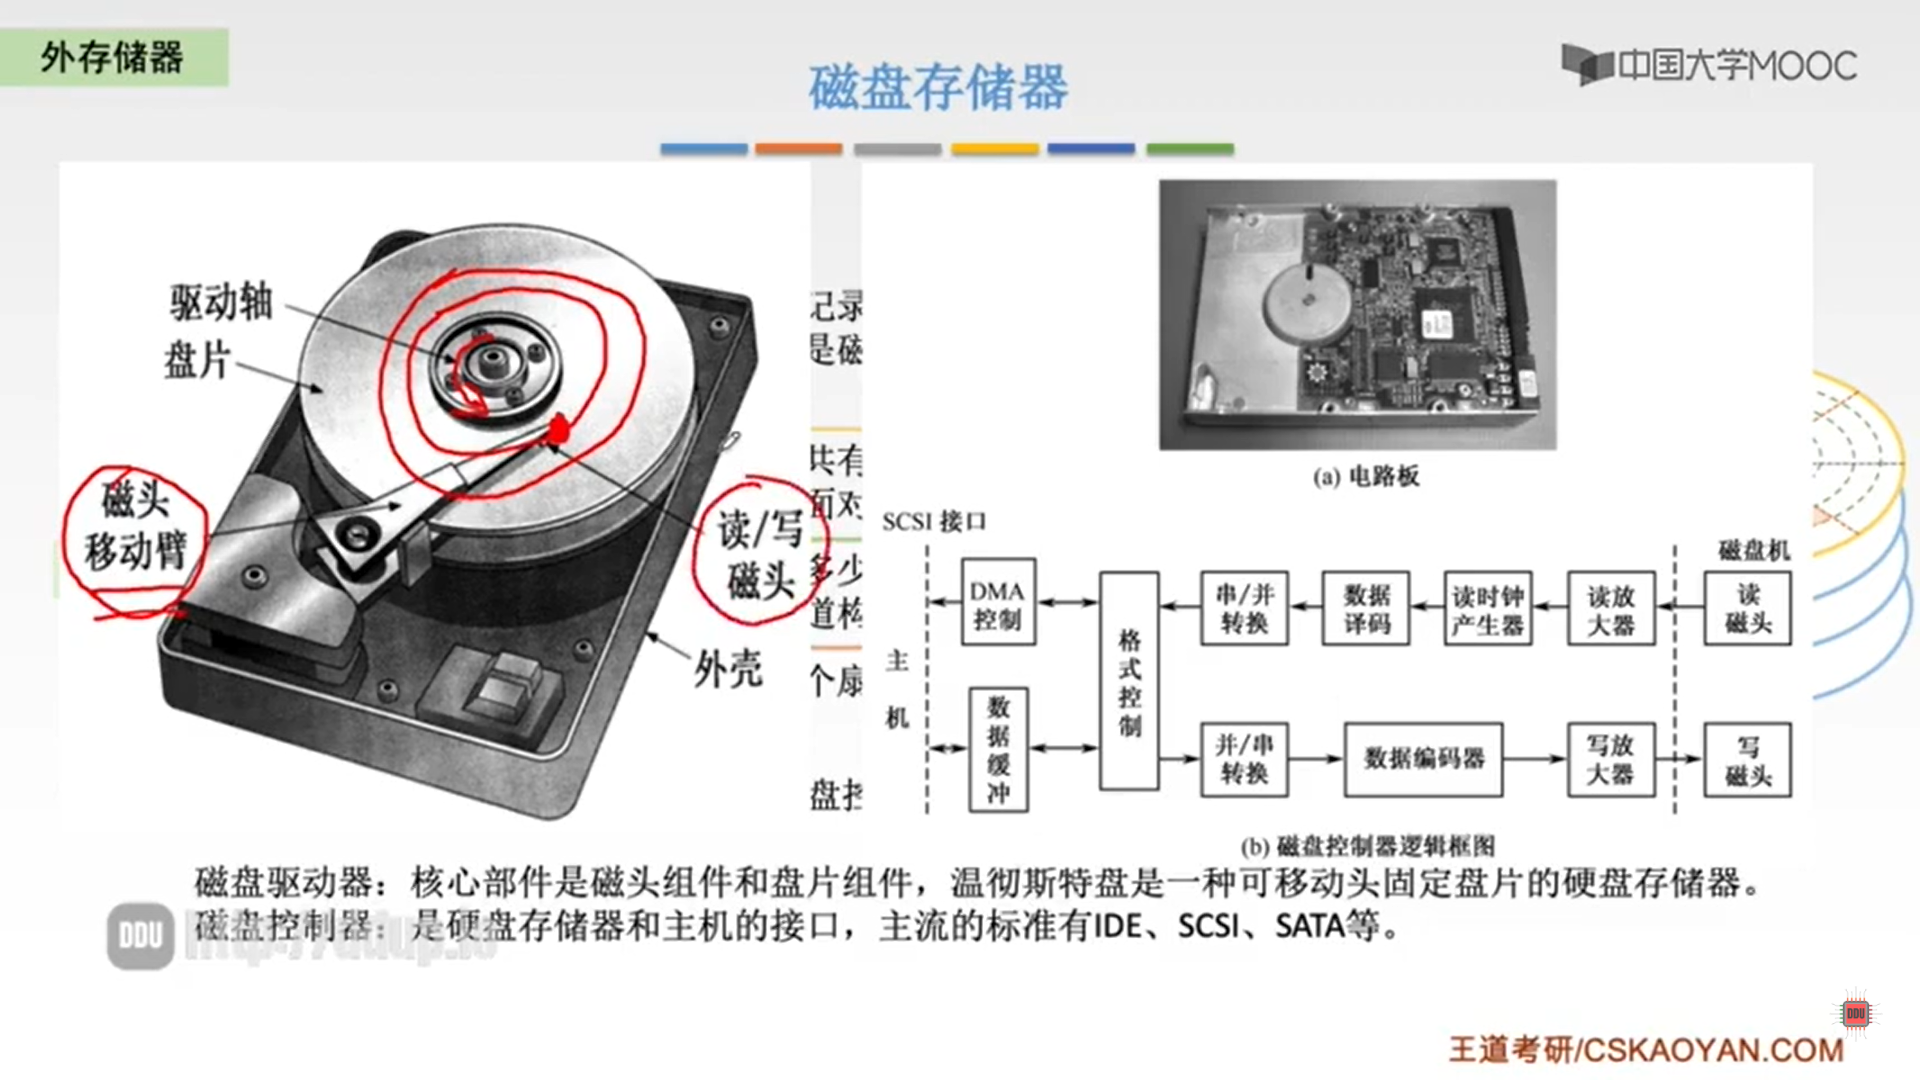 外存储器
磁盘存储器
中国大学MOOC
驱动轴
盘片
磁头
移动臂
读/写
磁头
外壳
记录
是磁
共有
面对
多少
道构
个扇
盘控
(a) 电路板
SCSI 接口
磁盘机
主
机
DMA
控制
数
据
缓
冲
格
式
控
制
串/并
转换
数据
译码
读时钟
产生器
读放
大器
读
磁头
并/串
转换
数据编码器
写放
大器
写
磁头
(b) 磁盘控制器逻辑框图
磁盘驱动器：核心部件是磁头组件和盘片组件，温彻斯特盘是一种可移动头固定盘片的硬盘存储器。
磁盘控制器：是硬盘存储器和主机的接口，主流的标准有IDE、SCSI、SATA等。
DDU
DDU
王道考研/CSKAOYAN.COM